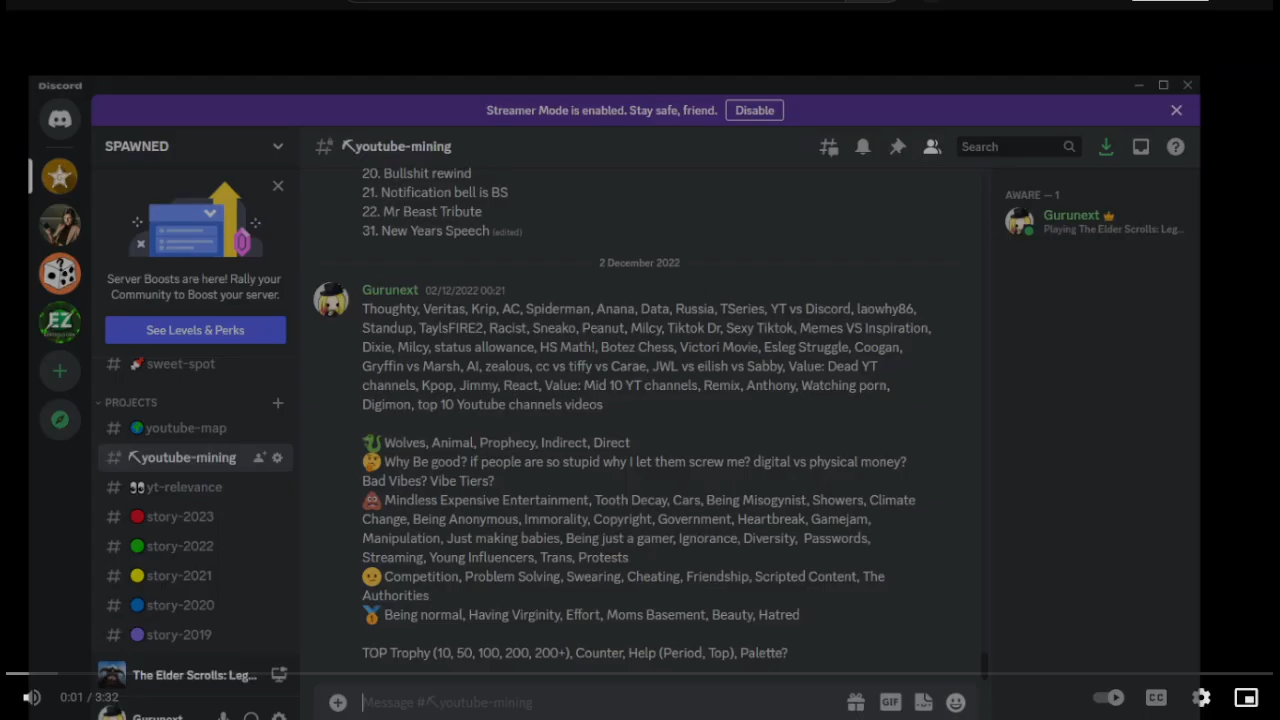 Discord
Streamer Mode is enabled. Stay safe, friend.
Disable
SPAWNED
Server Boosts are here! Rally your
Community to Boost your server.
See Levels & Perks
sweet-spot
PROJECTS
youtube-map
youtube-mining
yt-relevance
story-2023
story-2022
story-2021
story-2020
story-2019
The Elder Scrolls: Leg...
Gurunext
youtube-mining
Search
20. Bullshit rewind
21. Notification bell is BS
22. Mr Beast Tribute
31. New Years Speech (edited)
2 December 2022
Gurunext 02/12/2022 00:21
Thoughty, Veritas, Krip, AC, Spiderman, Anana, Data, Russia, TSeries, YT vs Discord, laowhy86,
Standup, TaylsFIRE2, Racist, Sneako, Peanut, Milcy, Tiktok Dr, Sexy Tiktok, Memes VS Inspiration,
Dixie, Milcy, status allowance, HS Math!, Botez Chess, Victori Movie, Esleg Struggle, Coogan,
Gryffin vs Marsh, AI, zealous, cc vs tiffy vs Carae, JWL vs eilish vs Sabby, Value: Dead YT
channels, Kpop, Jimmy, React, Value: Mid 10 YT channels, Remix, Anthony, Watching porn,
Digimon, top 10 Youtube channels videos
🐉 Wolves, Animal, Prophecy, Indirect, Direct
🤔 Why Be good? if people are so stupid why I let them screw me? digital vs physical money?
Bad Vibes? Vibe Tiers?
💩 Mindless Expensive Entertainment, Tooth Decay, Cars, Being Misogynist, Showers, Climate
Change, Being Anonymous, Immorality, Copyright, Government, Heartbreak, Gamejam,
Manipulation, Just making babies, Being just a gamer, Ignorance, Diversity, Passwords,
Streaming, Young Influencers, Trans, Protests
😕 Competition, Problem Solving, Swearing, Cheating, Friendship, Scripted Content, The
Authorities
🥇 Being normal, Having Virginity, Effort, Moms Basement, Beauty, Hatred
TOP Trophy (10, 50, 100, 200, 200+), Counter, Help (Period, Top), Palette?
Message #⛏youtube-mining
GIF
AWARE — 1
Gurunext
Playing The Elder Scrolls: Leg...
0:01 / 3:32
CC